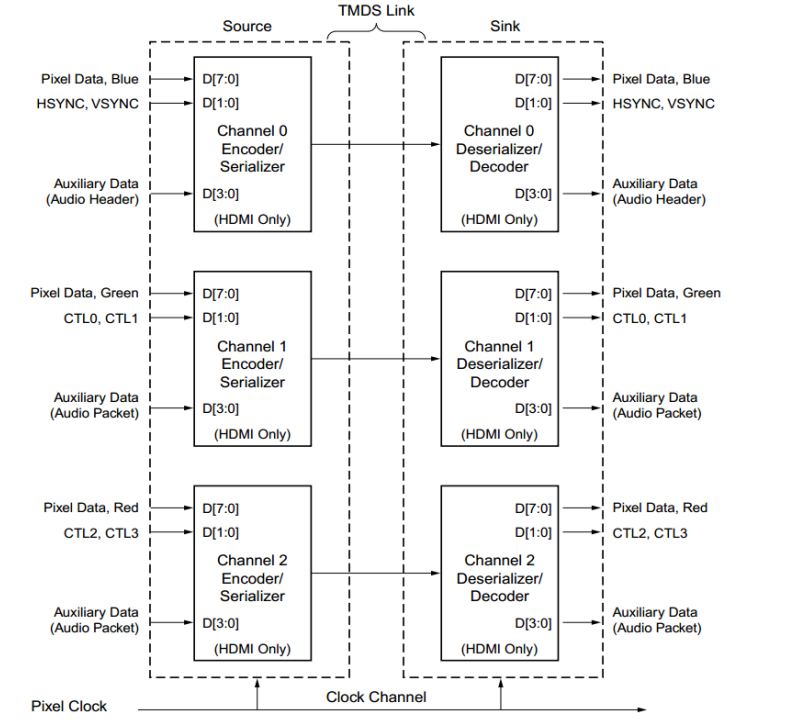 TMDS Link
Source
Sink
Pixel Data, Blue
D[7:0]
D[7:0]
Pixel Data, Blue
HSYNC, VSYNC
D[1:0]
D[1:0]
HSYNC, VSYNC
Channel 0
Encoder/
Serializer
Channel 0
Deserializer/
Decoder
Auxiliary Data
(Audio Header)
D[3:0]
D[3:0]
Auxiliary Data
(Audio Header)
(HDMI Only)
(HDMI Only)
Pixel Data, Green
D[7:0]
D[7:0]
Pixel Data, Green
CTL0, CTL1
D[1:0]
D[1:0]
CTL0, CTL1
Channel 1
Encoder/
Serializer
Channel 1
Deserializer/
Decoder
Auxiliary Data
(Audio Packet)
D[3:0]
D[3:0]
Auxiliary Data
(Audio Packet)
(HDMI Only)
(HDMI Only)
Pixel Data, Red
D[7:0]
D[7:0]
Pixel Data, Red
CTL2, CTL3
D[1:0]
D[1:0]
CTL2, CTL3
Channel 2
Encoder/
Serializer
Channel 2
Deserializer/
Decoder
Auxiliary Data
(Audio Packet)
D[3:0]
D[3:0]
Auxiliary Data
(Audio Packet)
(HDMI Only)
(HDMI Only)
Clock Channel
Pixel Clock